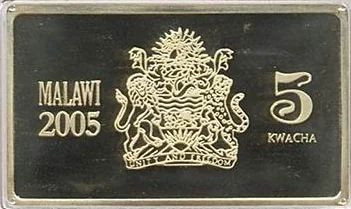 MALAWI
2005
UNITY AND FREEDOM
5
KWACHA